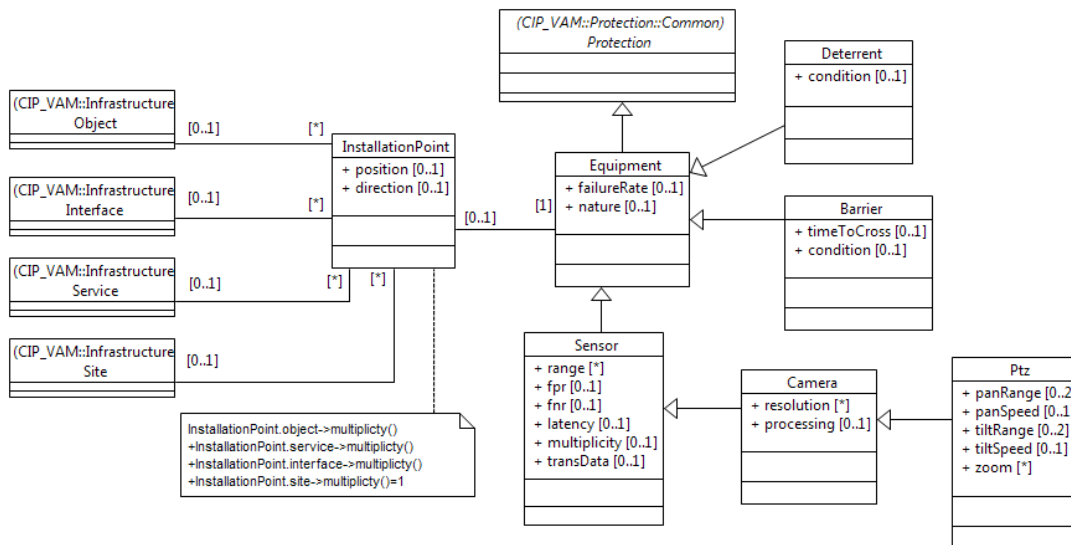 (CIP_VAM::Protection::Common)
Protection
Deterrent
+ condition [0..1]
(CIP_VAM::Infrastructure
Object
[0..1]
[*]
InstallationPoint
+ position [0..1]
+ direction [0..1]
Equipment
+ failureRate [0..1]
+ nature [0..1]
(CIP_VAM::Infrastructure
Interface
[0..1]
[*]
[0..1]
[1]
Barrier
+ timeToCross [0..1]
+ condition [0..1]
(CIP_VAM::Infrastructure
Service
[0..1]
[*]
[*]
(CIP_VAM::Infrastructure
Site
[0..1]
Sensor
+ range [*]
+ fpr [0..1]
+ fnr [0..1]
+ latency [0..1]
+ multiplicity [0..1]
+ transData [0..1]
Camera
+ resolution [*]
+ processing [0..1]
Ptz
+ panRange [0..2
+ panSpeed [0..1
+ tiltRange [0..2]
+ tiltSpeed [0..1]
+ zoom [*]
InstallationPoint.object->multiplicty()
+InstallationPoint.service->multiplicty()
+InstallationPoint.interface->multiplicty()
+InstallationPoint.site->multiplicty()=1